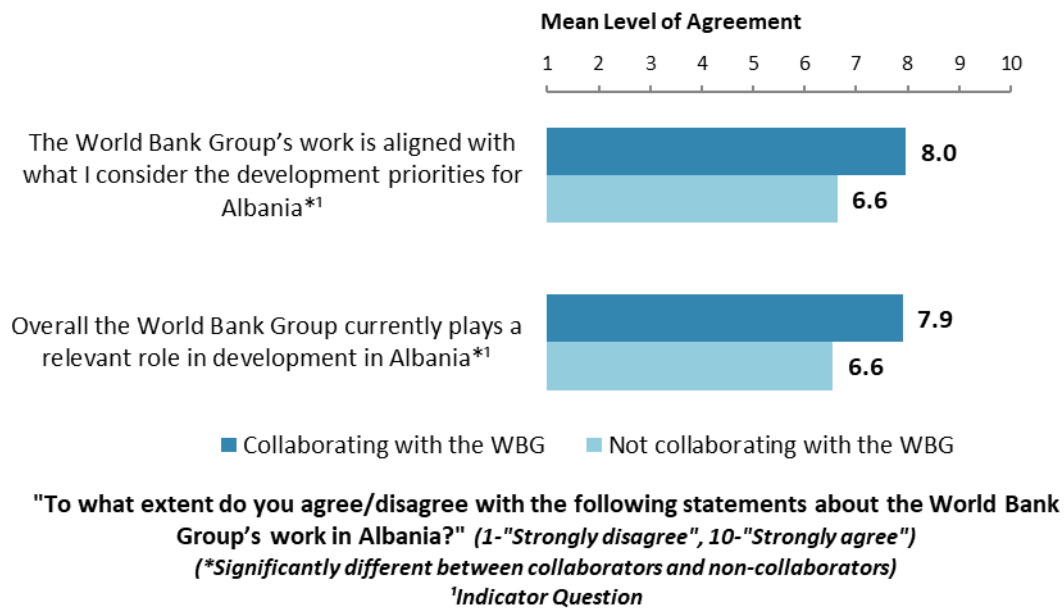 Mean Level of Agreement
1 2 3 4 5 6 7 8 9 10
The World Bank Group’s work is aligned with
what I consider the development priorities for
Albania*¹
8.0
6.6
Overall the World Bank Group currently plays a
relevant role in development in Albania*¹
7.9
6.6
Collaborating with the WBG Not collaborating with the WBG
"To what extent do you agree/disagree with the following statements about the World Bank
Group’s work in Albania?" (1-"Strongly disagree", 10-"Strongly agree")
(*Significantly different between collaborators and non-collaborators)
¹Indicator Question